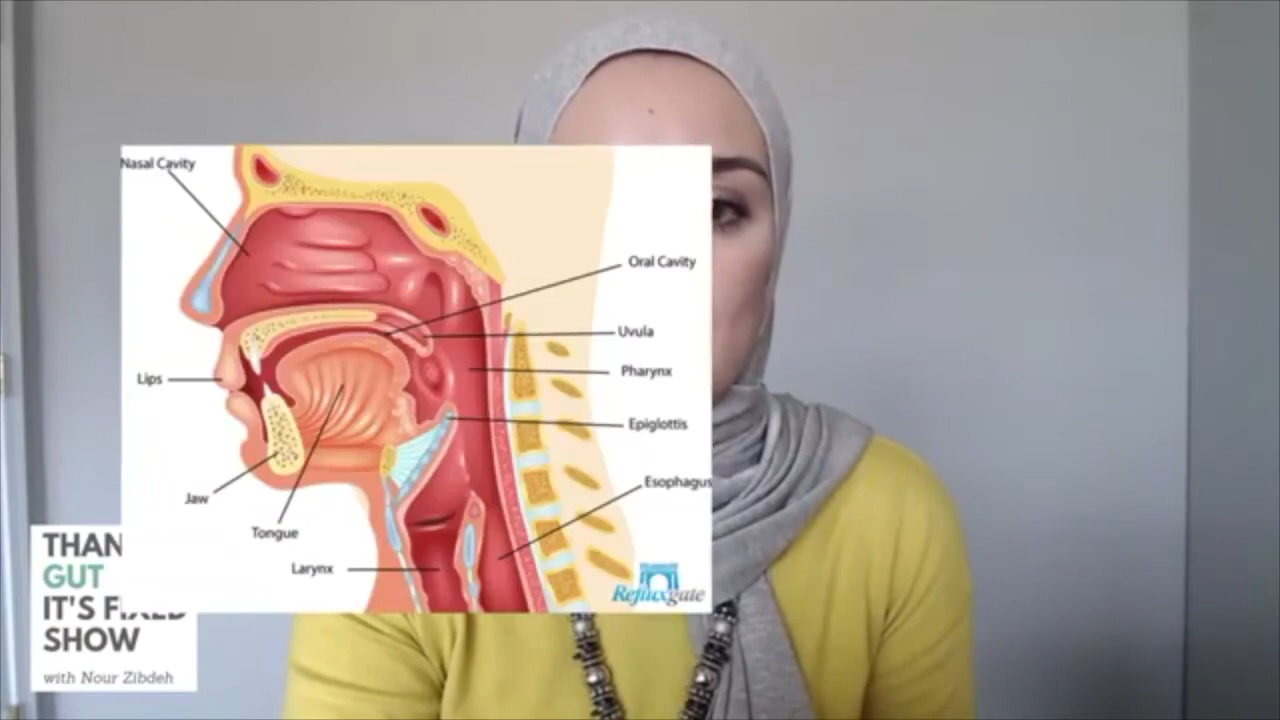 Nasal Cavity
Oral Cavity
Uvula
Pharynx
Lips
Epiglottis
Esophagus
Jaw
Tongue
Larynx
Refluxgate
THAN
GUT
IT'S FIXED
SHOW
with Nour Zibdeh